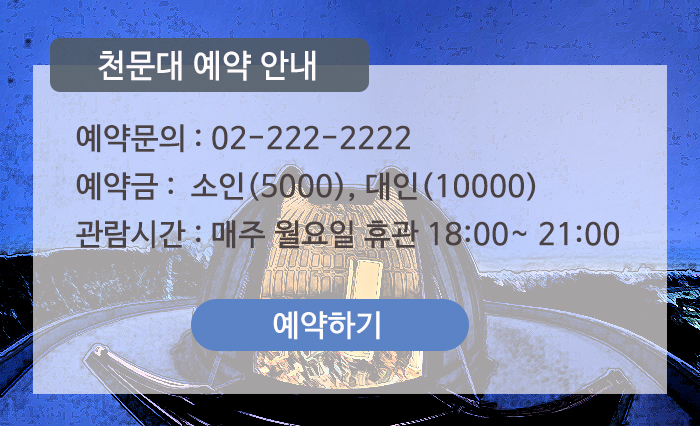 천문대 예약 안내
예약문의 : 02-222-2222
예약금 : 소인(5000), 대인(10000)
관람시간 : 매주 월요일 휴관 18:00~ 21:00
예약하기